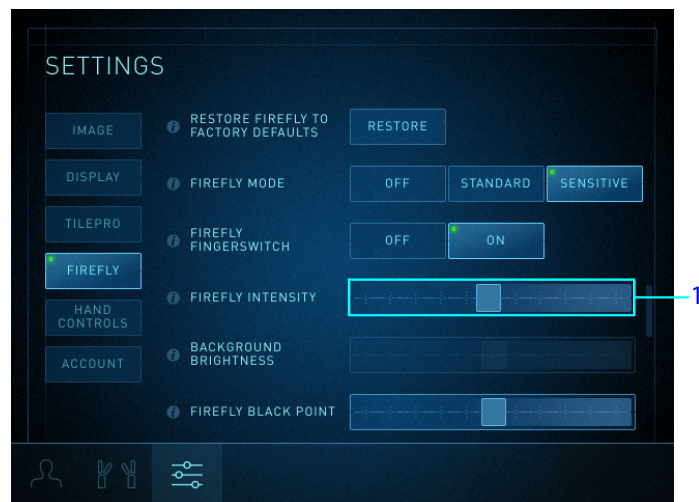 SETTINGS
IMAGE
DISPLAY
TILEPRO
FIREFLY
HAND
CONTROLS
ACCOUNT
RESTORE FIREFLY TO
FACTORY DEFAULTS
RESTORE
FIREFLY MODE
OFF
STANDARD
SENSITIVE
FIREFLY
FINGERSWITCH
OFF
ON
FIREFLY INTENSITY
1
BACKGROUND
BRIGHTNESS
FIREFLY BLACK POINT